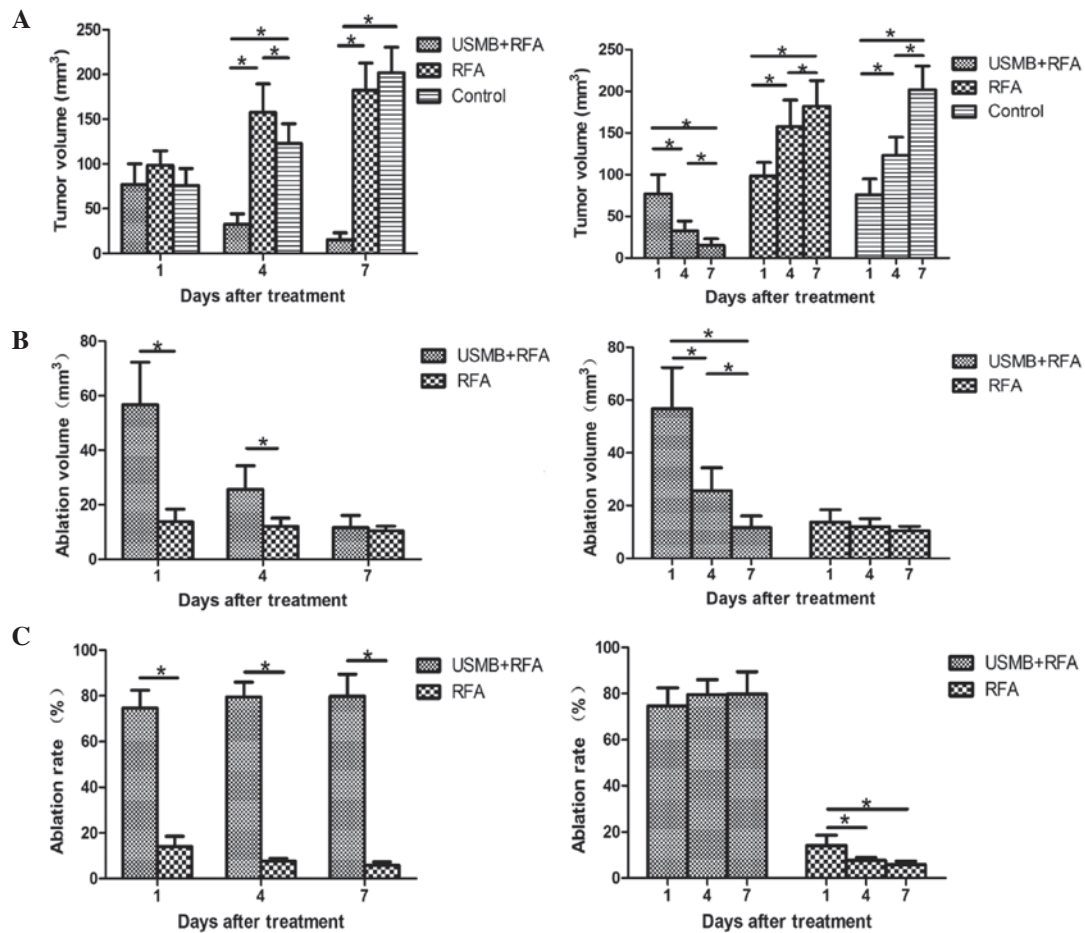 A
Tumor volume (mm³)
250
200
150
100
50
0
* * * * * *
1 4 7
Days after treatment
USMB+RFA
RFA
Control
Tumor volume (mm³)
250
200
150
100
50
0
* * * * * * * * *
1 4 7 1 4 7 1 4 7
Days after treatment
USMB+RFA
RFA
Control
B
Ablation volume (mm³)
80
60
40
20
0
* *
1 4 7
Days after treatment
USMB+RFA
RFA
Ablation volume (mm³)
80
60
40
20
0
* * *
1 4 7 1 4 7
Days after treatment
USMB+RFA
RFA
C
Ablation rate (%)
100
80
60
40
20
0
* * *
1 4 7
Days after treatment
USMB+RFA
RFA
Ablation rate (%)
100
80
60
40
20
0
* *
1 4 7 1 4 7
Days after treatment
USMB+RFA
RFA